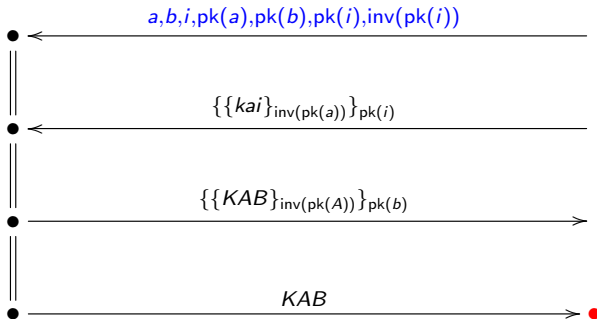 a,b,i,pk(a),pk(b),pk(i),inv(pk(i))
{{kai}inv(pk(a))}pk(i)
{{KAB}inv(pk(A))}pk(b)
KAB